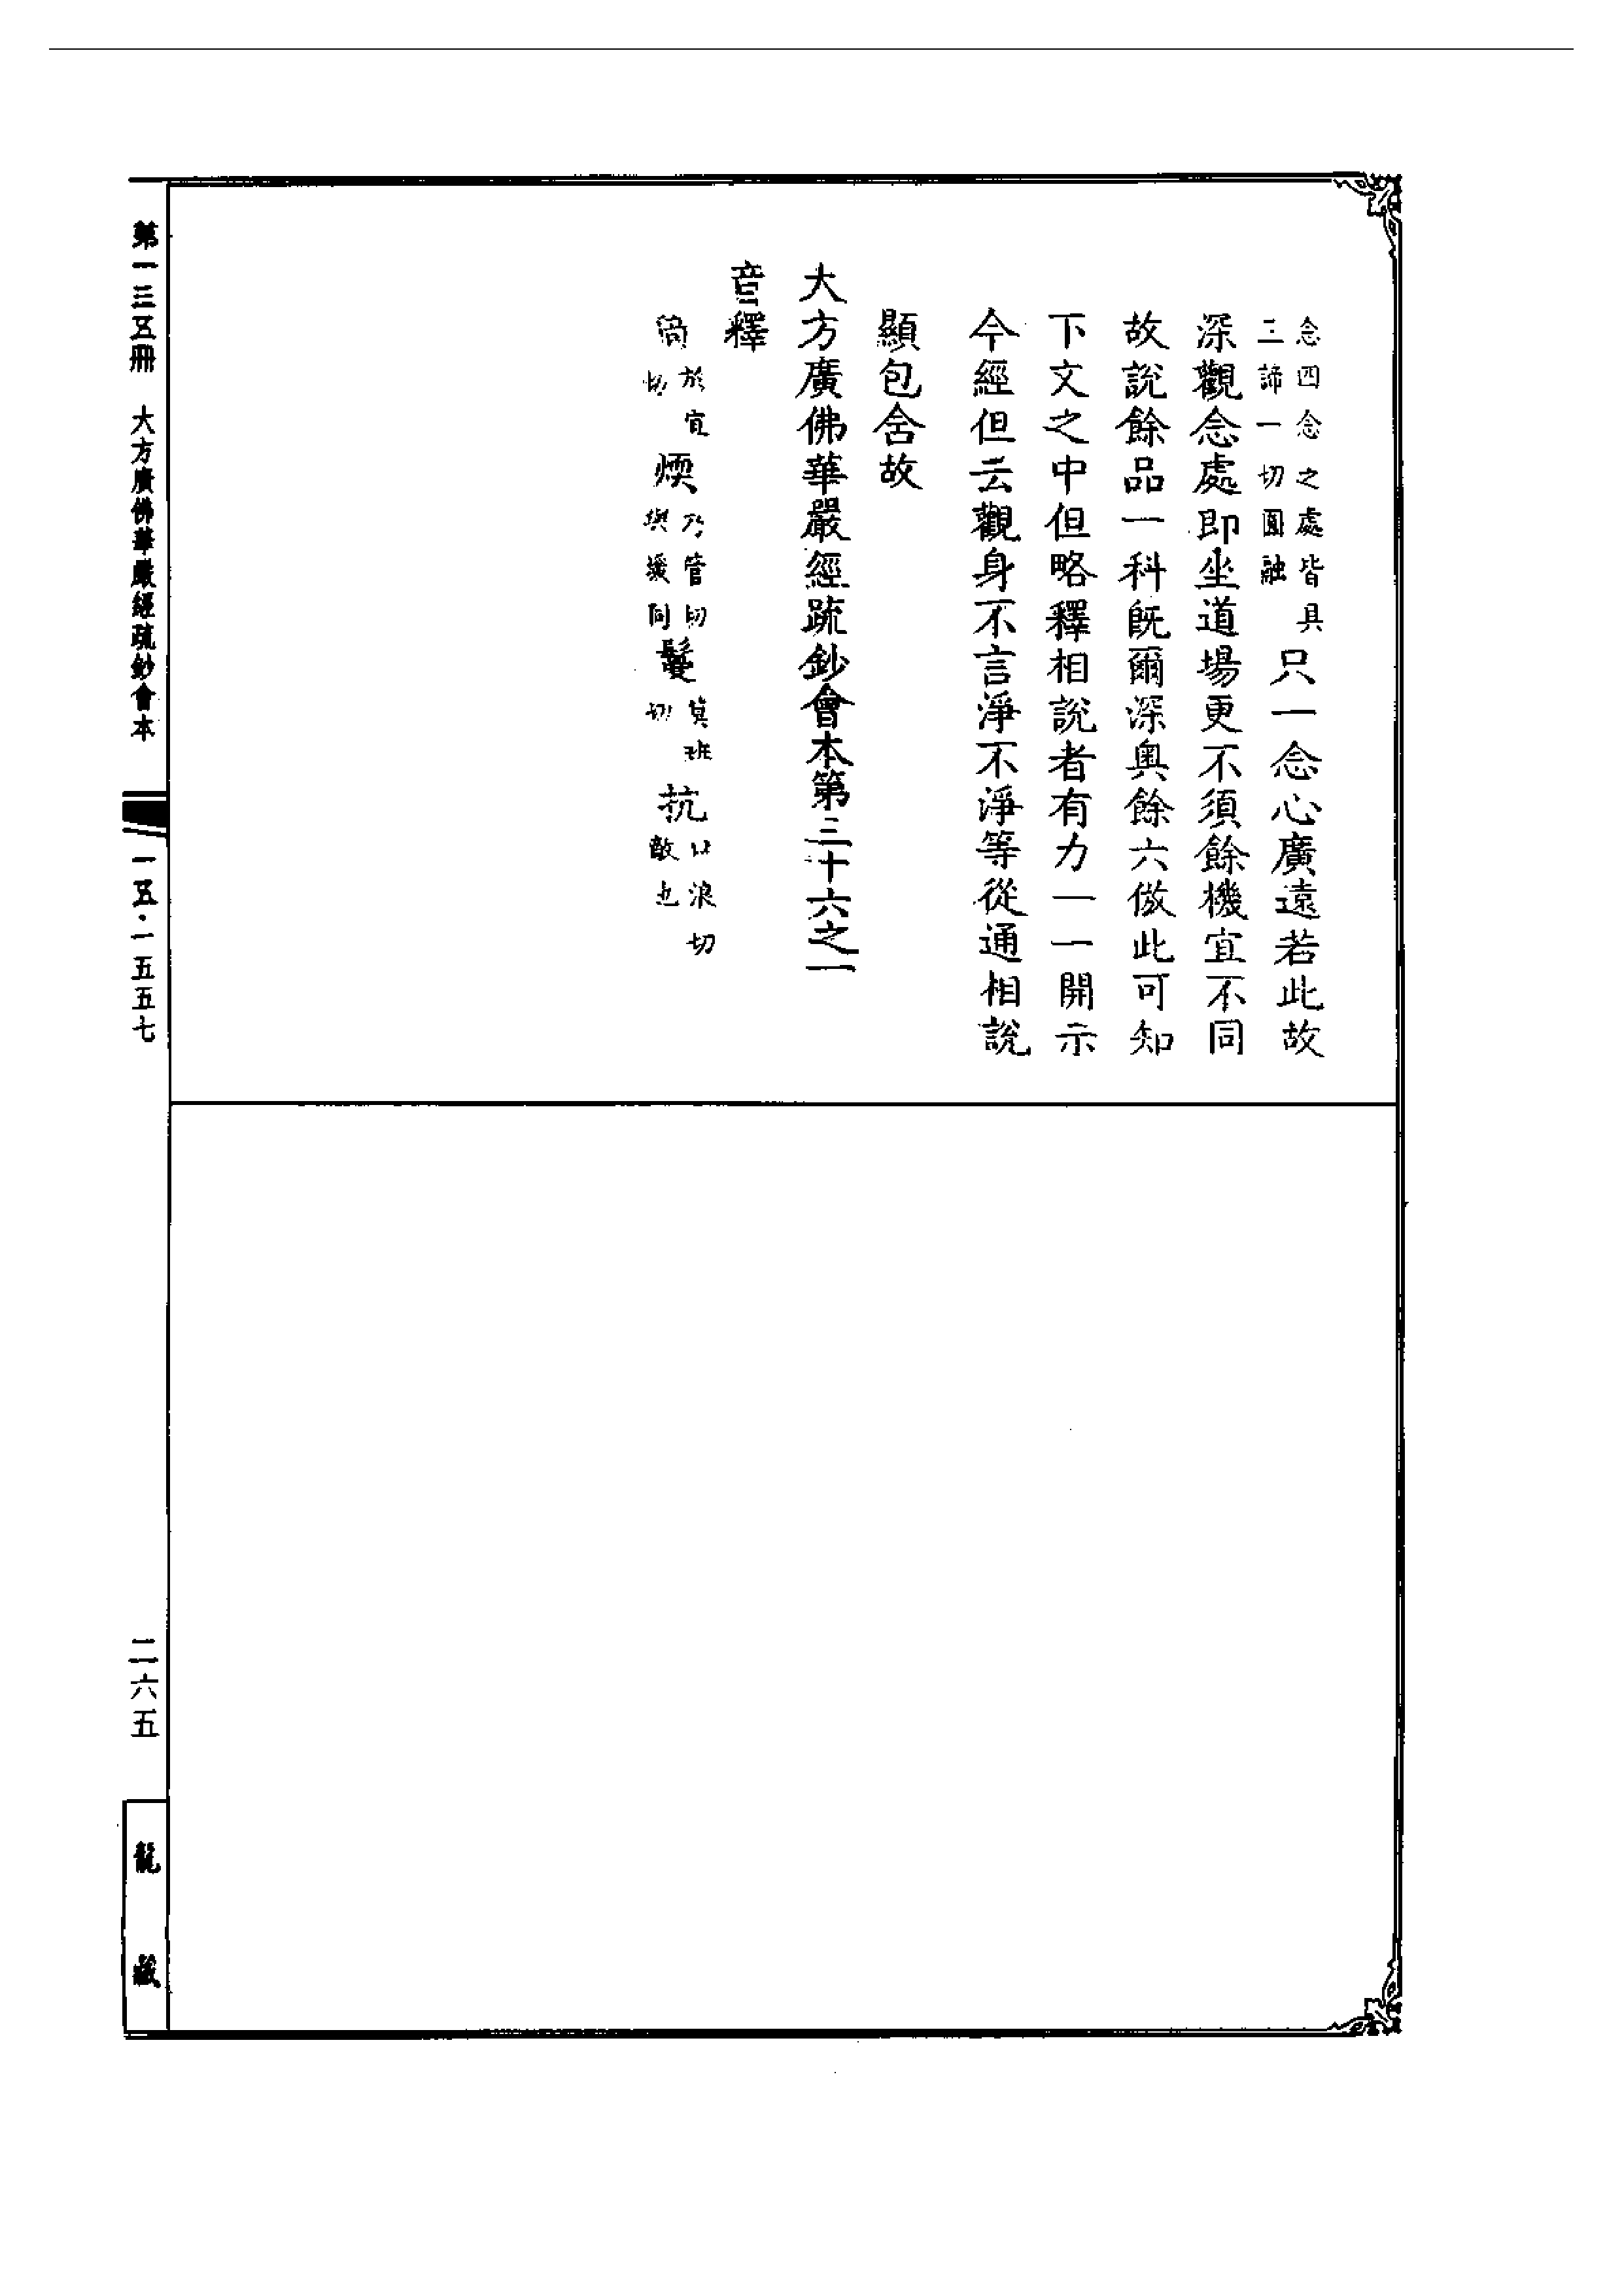 念四念之處皆具
三諦一切圓融
只一念心廣遠若此故
深觀念處即坐道場更不須餘機宜不同
故說餘品一科既爾深奧餘六倣此可知
下文之中但略釋相說者有力一一開示
今經但云觀身不言淨不淨等從通相說
顯包含故
大方廣佛華嚴經疏鈔會本第三十六之一
音釋
於宜
切
煗
乃管切
與煖同
鬘
莫班
切
抗
口浪切
敵也
第一三五冊 大方廣佛華嚴經疏鈔會本
一五五·一五五七
二六五
龍藏